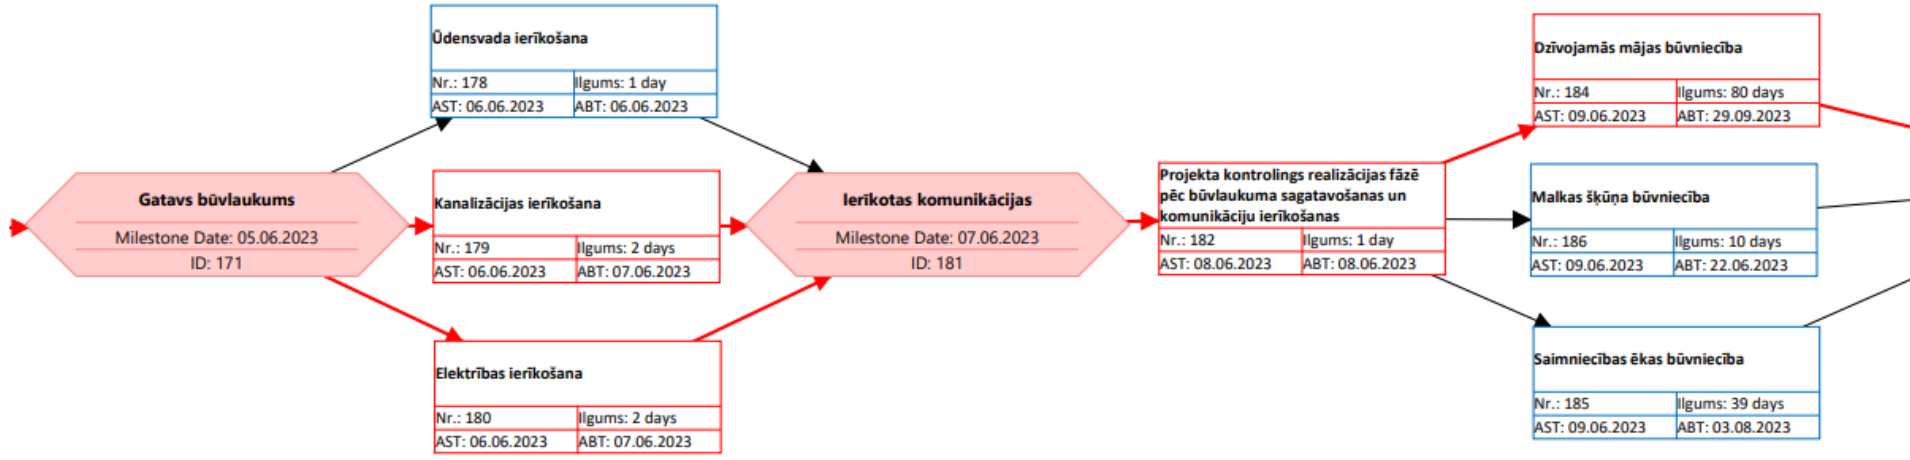 Gatavs būvlaukums
Milestone Date: 05.06.2023
ID: 171
Ūdensvada ierīkošana
Nr.: 178 Ilgums: 1 day
AST: 06.06.2023 ABT: 06.06.2023
Kanalizācijas ierīkošana
Nr.: 179 Ilgums: 2 days
AST: 06.06.2023 ABT: 07.06.2023
Elektrības ierīkošana
Nr.: 180 Ilgums: 2 days
AST: 06.06.2023 ABT: 07.06.2023
Ierīkotas komunikācijas
Milestone Date: 07.06.2023
ID: 181
Projekta kontrolings realizācijas fāzē
pēc būvlaukuma sagatavošanas un
komunikāciju ierīkošanas
Nr.: 182 Ilgums: 1 day
AST: 08.06.2023 ABT: 08.06.2023
Dzīvojamās mājas būvniecība
Nr.: 184 Ilgums: 80 days
AST: 09.06.2023 ABT: 29.09.2023
Malkas šķūņa būvniecība
Nr.: 186 Ilgums: 10 days
AST: 09.06.2023 ABT: 22.06.2023
Saimniecības ēkas būvniecība
Nr.: 185 Ilgums: 39 days
AST: 09.06.2023 ABT: 03.08.2023